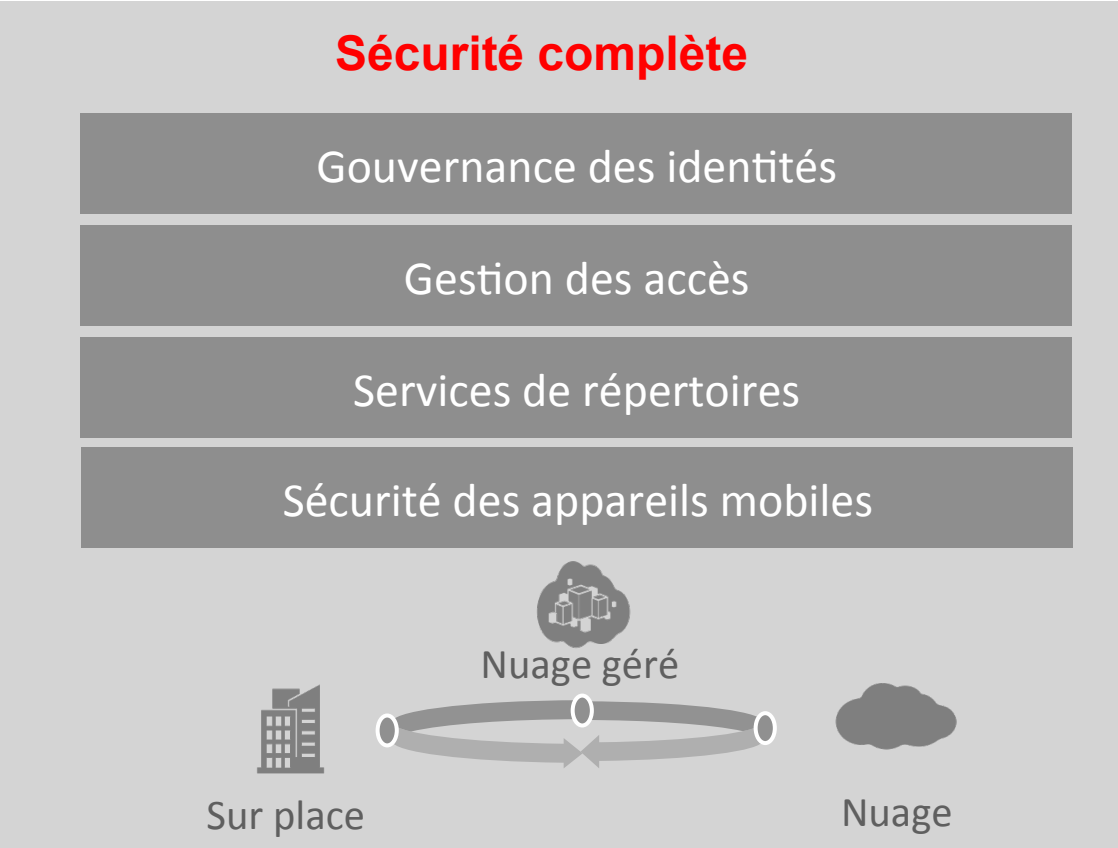 Sécurité complète
Gouvernance des identités
Gestion des accès
Services de répertoires
Sécurité des appareils mobiles
Nuage géré
Sur place
Nuage